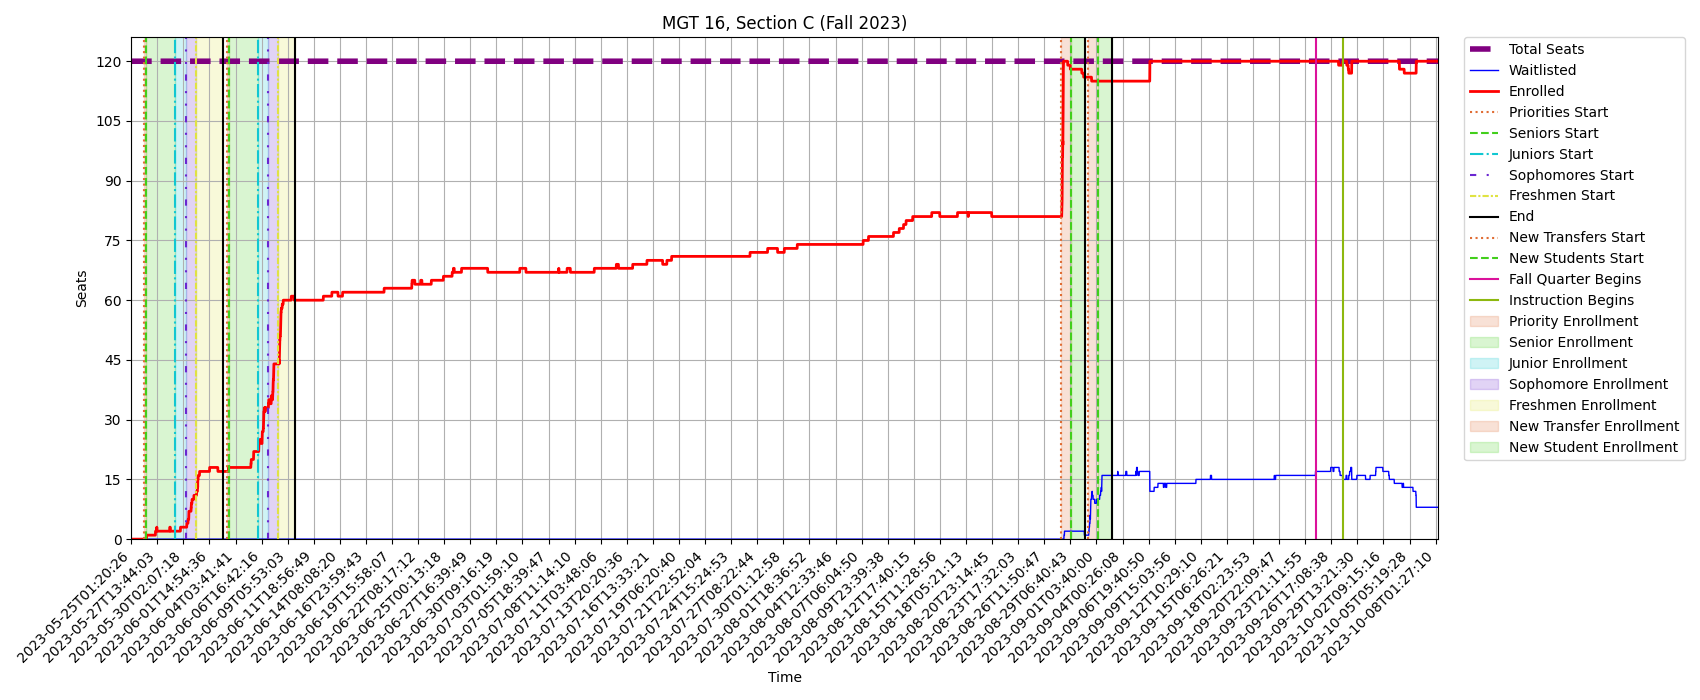 MGT 16, Section C (Fall 2023)
Seats
120
105
90
75
60
45
30
15
0
2023-05-25T01:20:26
2023-05-27T13:44:03
2023-05-30T02:07:18
2023-06-01T14:54:36
2023-06-04T03:41:41
2023-06-06T16:42:16
2023-06-09T05:53:03
2023-06-11T18:56:49
2023-06-14T08:08:20
2023-06-16T23:59:43
2023-06-19T15:58:07
2023-06-22T08:17:12
2023-06-25T00:13:18
2023-06-27T16:39:49
2023-06-30T09:16:19
2023-07-03T01:59:10
2023-07-05T18:39:47
2023-07-08T11:14:10
2023-07-11T03:48:06
2023-07-13T20:20:36
2023-07-16T13:33:21
2023-07-19T06:20:40
2023-07-21T22:52:04
2023-07-24T15:24:53
2023-07-27T08:22:44
2023-07-30T01:12:58
2023-08-01T18:36:52
2023-08-04T12:33:46
2023-08-07T06:04:50
2023-08-09T23:39:38
2023-08-12T17:40:15
2023-08-15T11:28:56
2023-08-18T05:21:13
2023-08-20T23:14:45
2023-08-23T17:32:03
2023-08-26T11:50:47
2023-08-29T06:40:43
2023-09-01T03:40:00
2023-09-04T00:26:08
2023-09-06T19:40:50
2023-09-09T15:03:56
2023-09-12T10:29:10
2023-09-15T06:26:21
2023-09-18T02:23:53
2023-09-20T22:09:47
2023-09-23T21:11:55
2023-09-26T17:08:38
2023-09-29T13:21:30
2023-10-02T09:15:16
2023-10-05T05:19:28
2023-10-08T01:27:10
Time
Total Seats
Waitlisted
Enrolled
Priorities Start
Seniors Start
Juniors Start
Sophomores Start
Freshmen Start
End
New Transfers Start
New Students Start
Fall Quarter Begins
Instruction Begins
Priority Enrollment
Senior Enrollment
Junior Enrollment
Sophomore Enrollment
Freshmen Enrollment
New Transfer Enrollment
New Student Enrollment